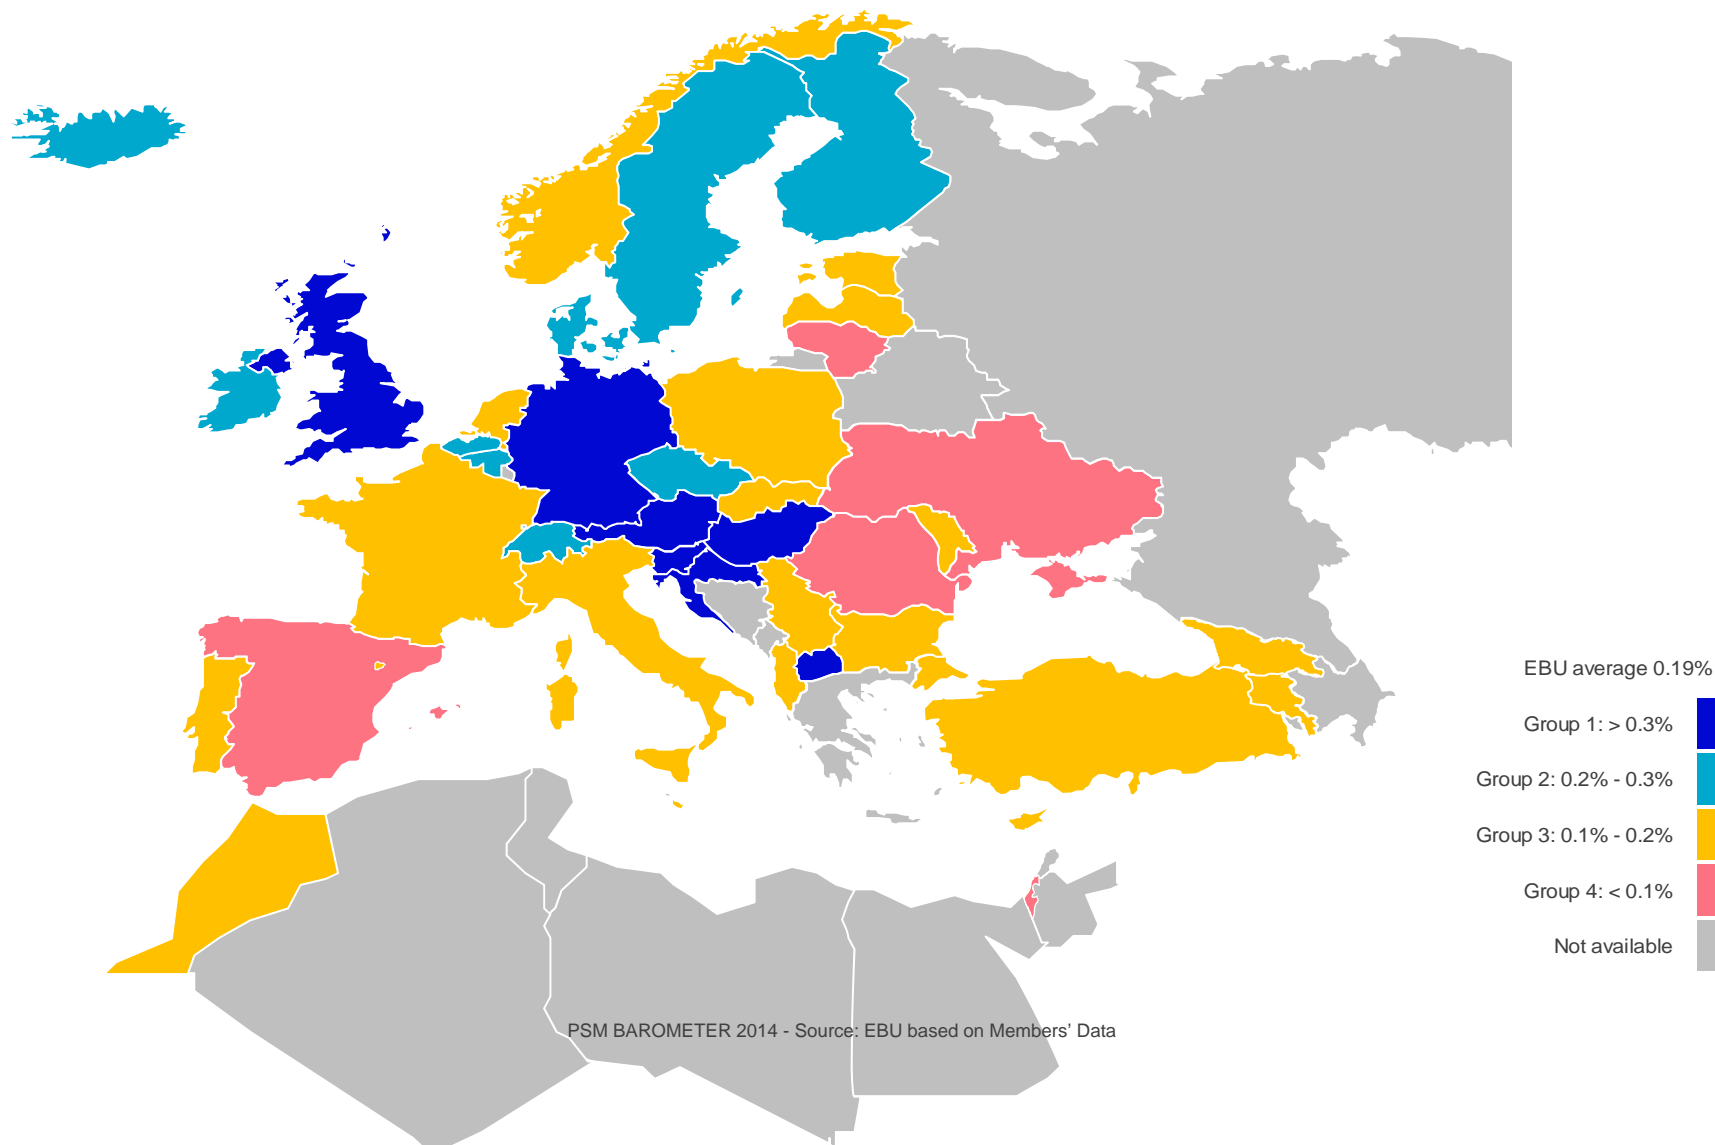 EBU average 0.19%
Group 1: > 0.3%
Group 2: 0.2% - 0.3%
Group 3: 0.1% - 0.2%
Group 4: < 0.1%
Not available
PSM BAROMETER 2014 - Source: EBU based on Members’ Data